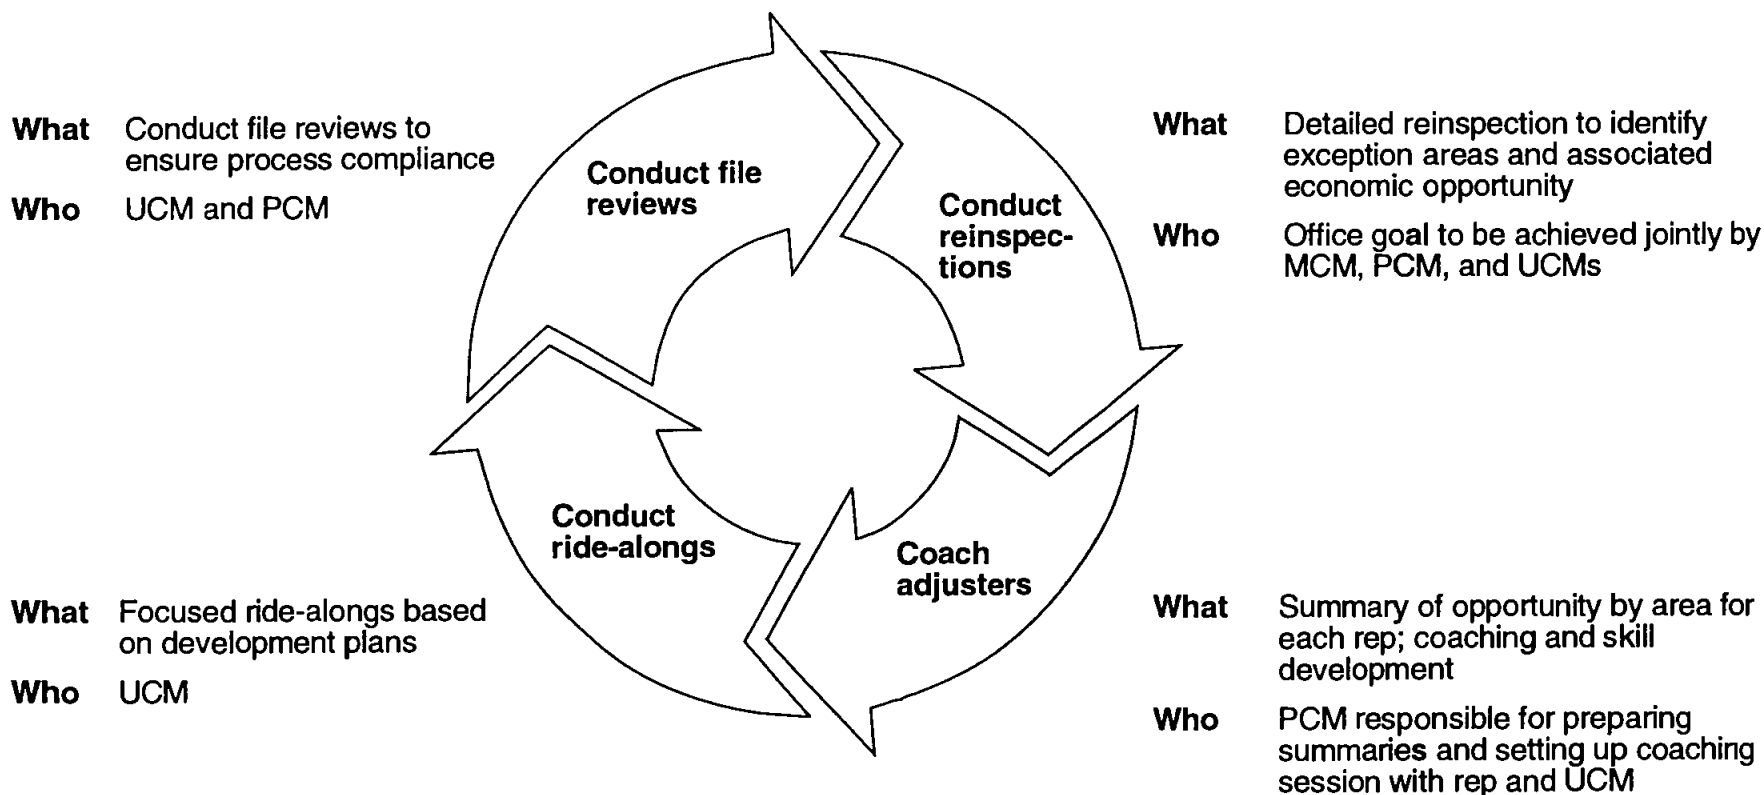 What Conduct file reviews to
ensure process compliance
Who UCM and PCM
Conduct file
reviews
Conduct
reinspec-
tions
What Detailed reinspection to identify
exception areas and associated
economic opportunity
Who Office goal to be achieved jointly by
MCM, PCM, and UCMs
Conduct
ride-alongs
Coach
adjusters
What Focused ride-alongs based
on development plans
Who UCM
What Summary of opportunity by area for
each rep; coaching and skill
development
Who PCM responsible for preparing
summaries and setting up coaching
session with rep and UCM